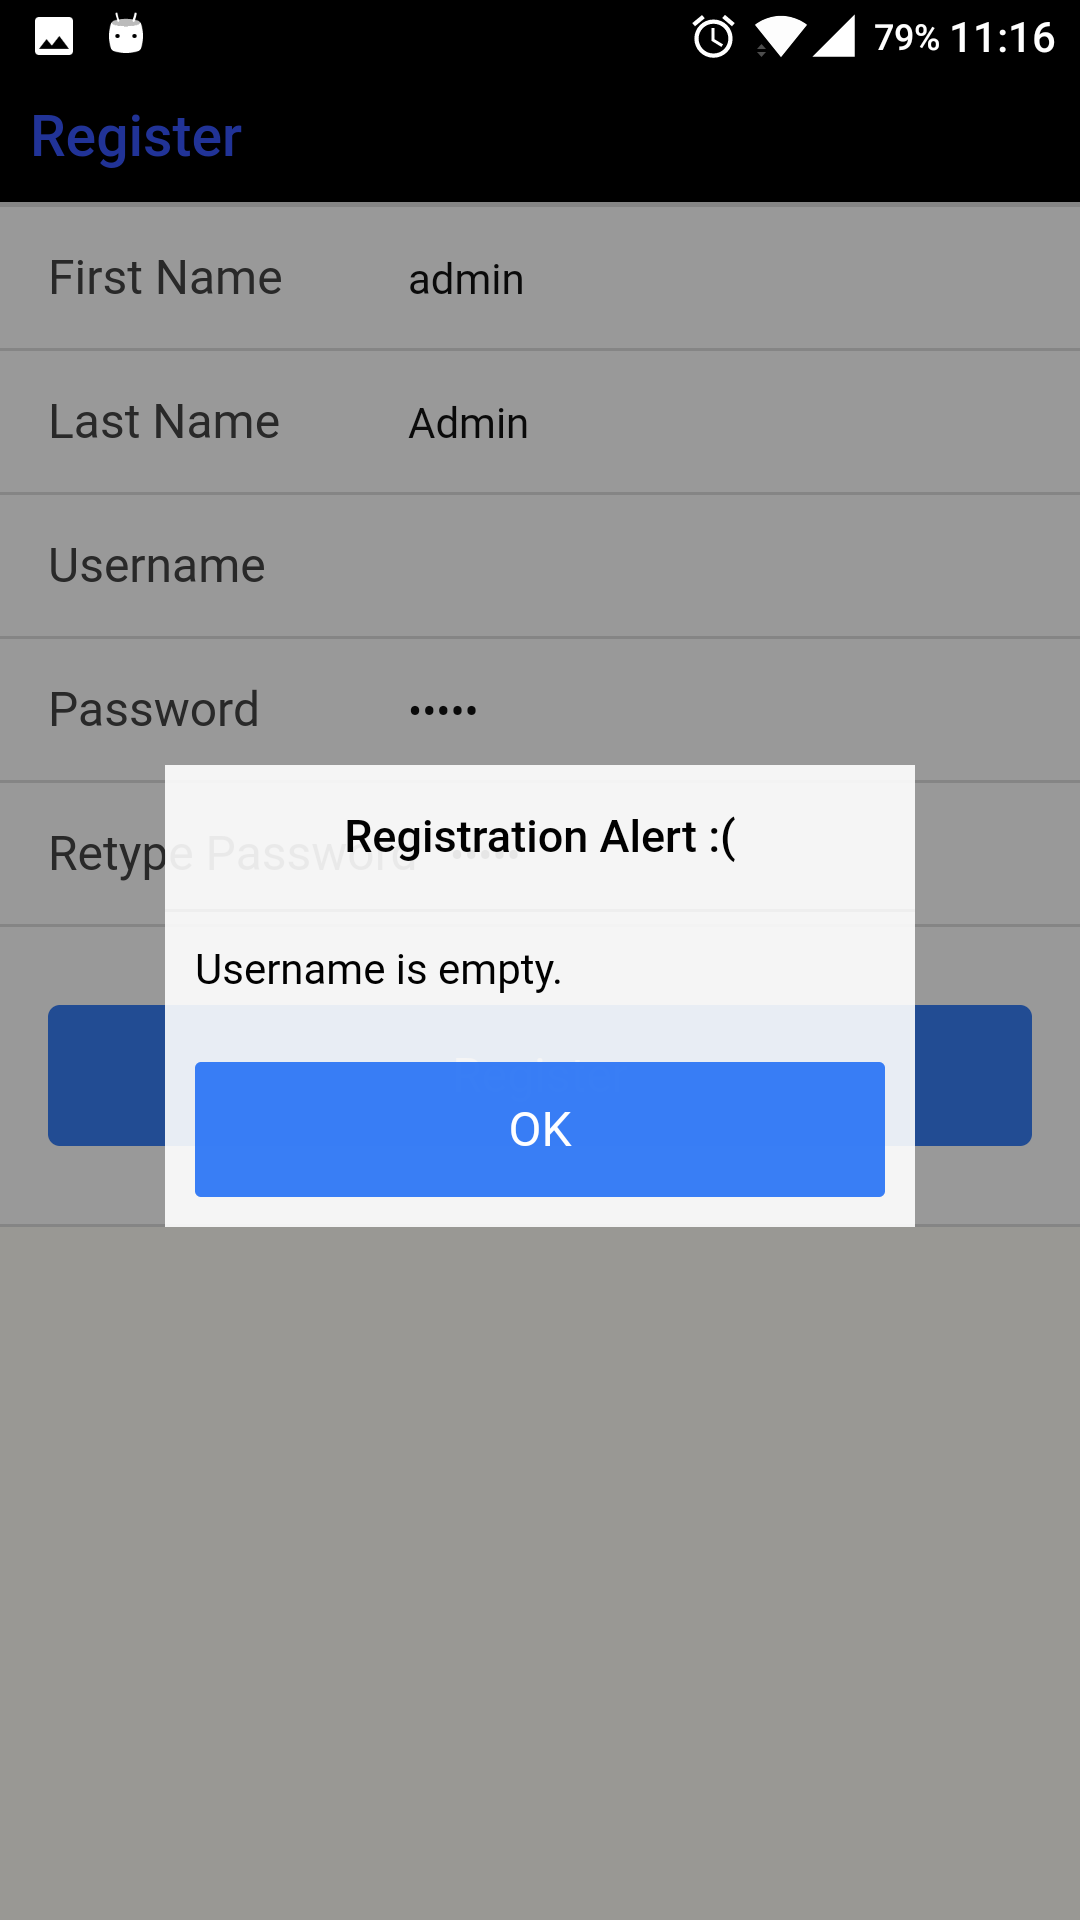 79% 11:16
Register
First Name admin
Last Name Admin
Username
Password •••••
Retype Password •••••
Registration Alert :(
Username is empty.
Register
OK